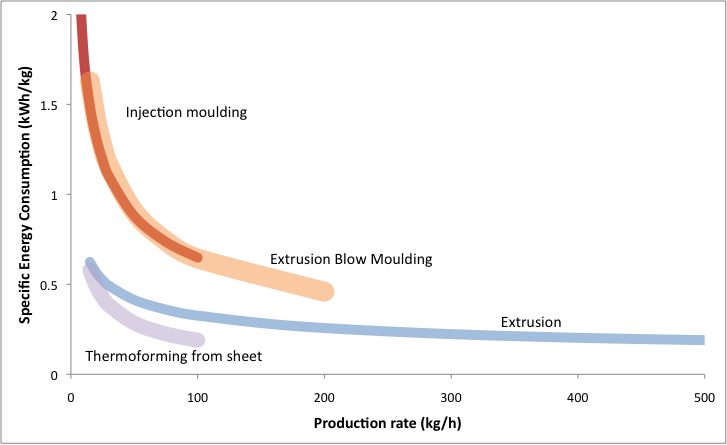 2
1.5
1
0.5
0
Specific Energy Consumption (kWh/kg)
Injection moulding
Extrusion Blow Moulding
Extrusion
Thermoforming from sheet
0 100 200 300 400 500
Production rate (kg/h)